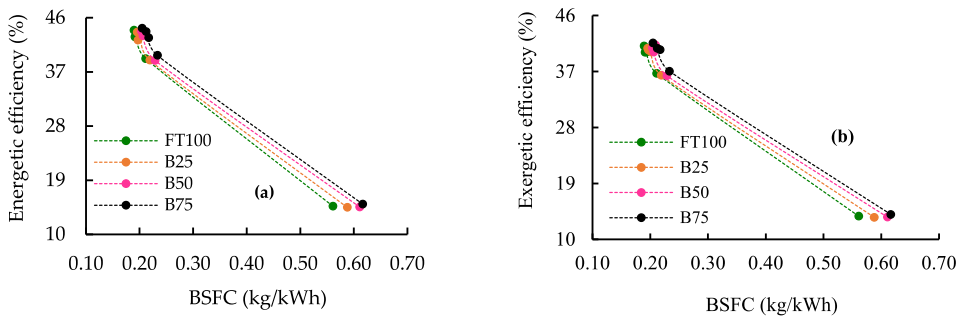 Energetic efficiency (%)
46
37
28
19
10
FT100
B25
B50
B75
(a)
0.10 0.20 0.30 0.40 0.50 0.60 0.70
BSFC (kg/kWh)
Exergetic efficiency (%)
46
37
28
19
10
FT100
B25
B50
B75
(b)
0.10 0.20 0.30 0.40 0.50 0.60 0.70
BSFC (kg/kWh)